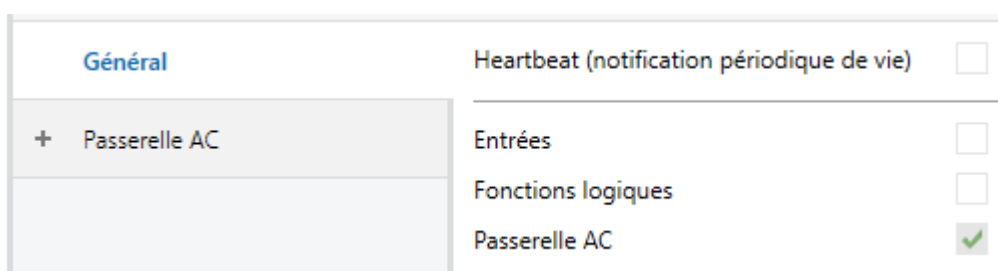 Général
+ Passerelle AC
Heartbeat (notification périodique de vie)
Entrées
Fonctions logiques
Passerelle AC